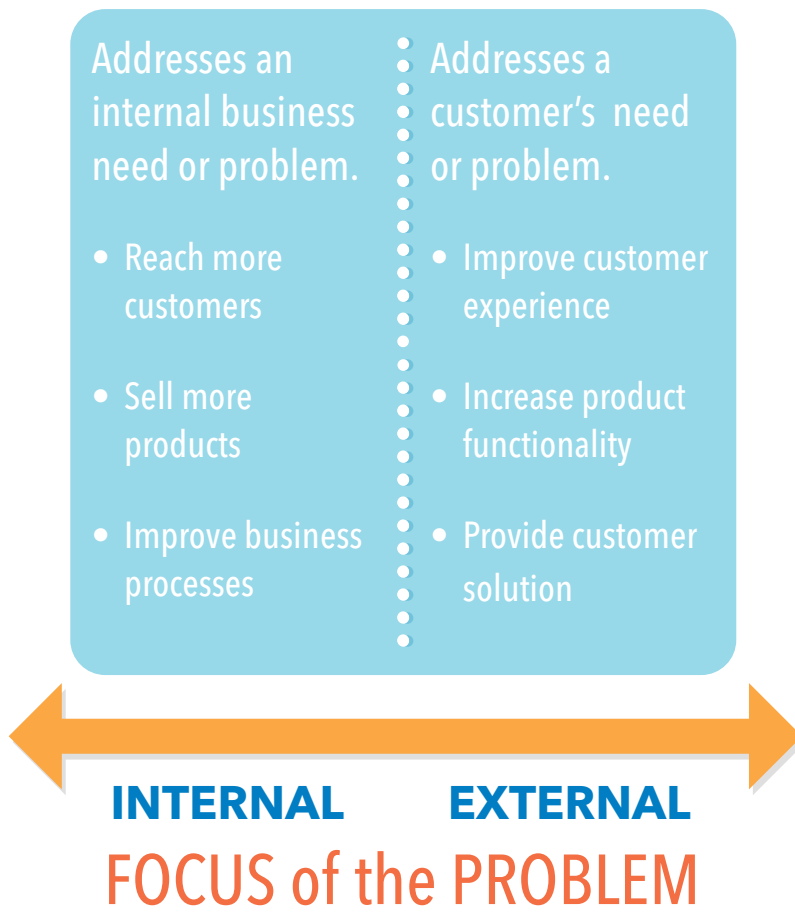 Addresses an
internal business
need or problem.
• Reach more
customers
• Sell more
products
• Improve business
processes
Addresses a
customer’s need
or problem.
• Improve customer
experience
• Increase product
functionality
• Provide customer
solution
INTERNAL
EXTERNAL
FOCUS of the PROBLEM